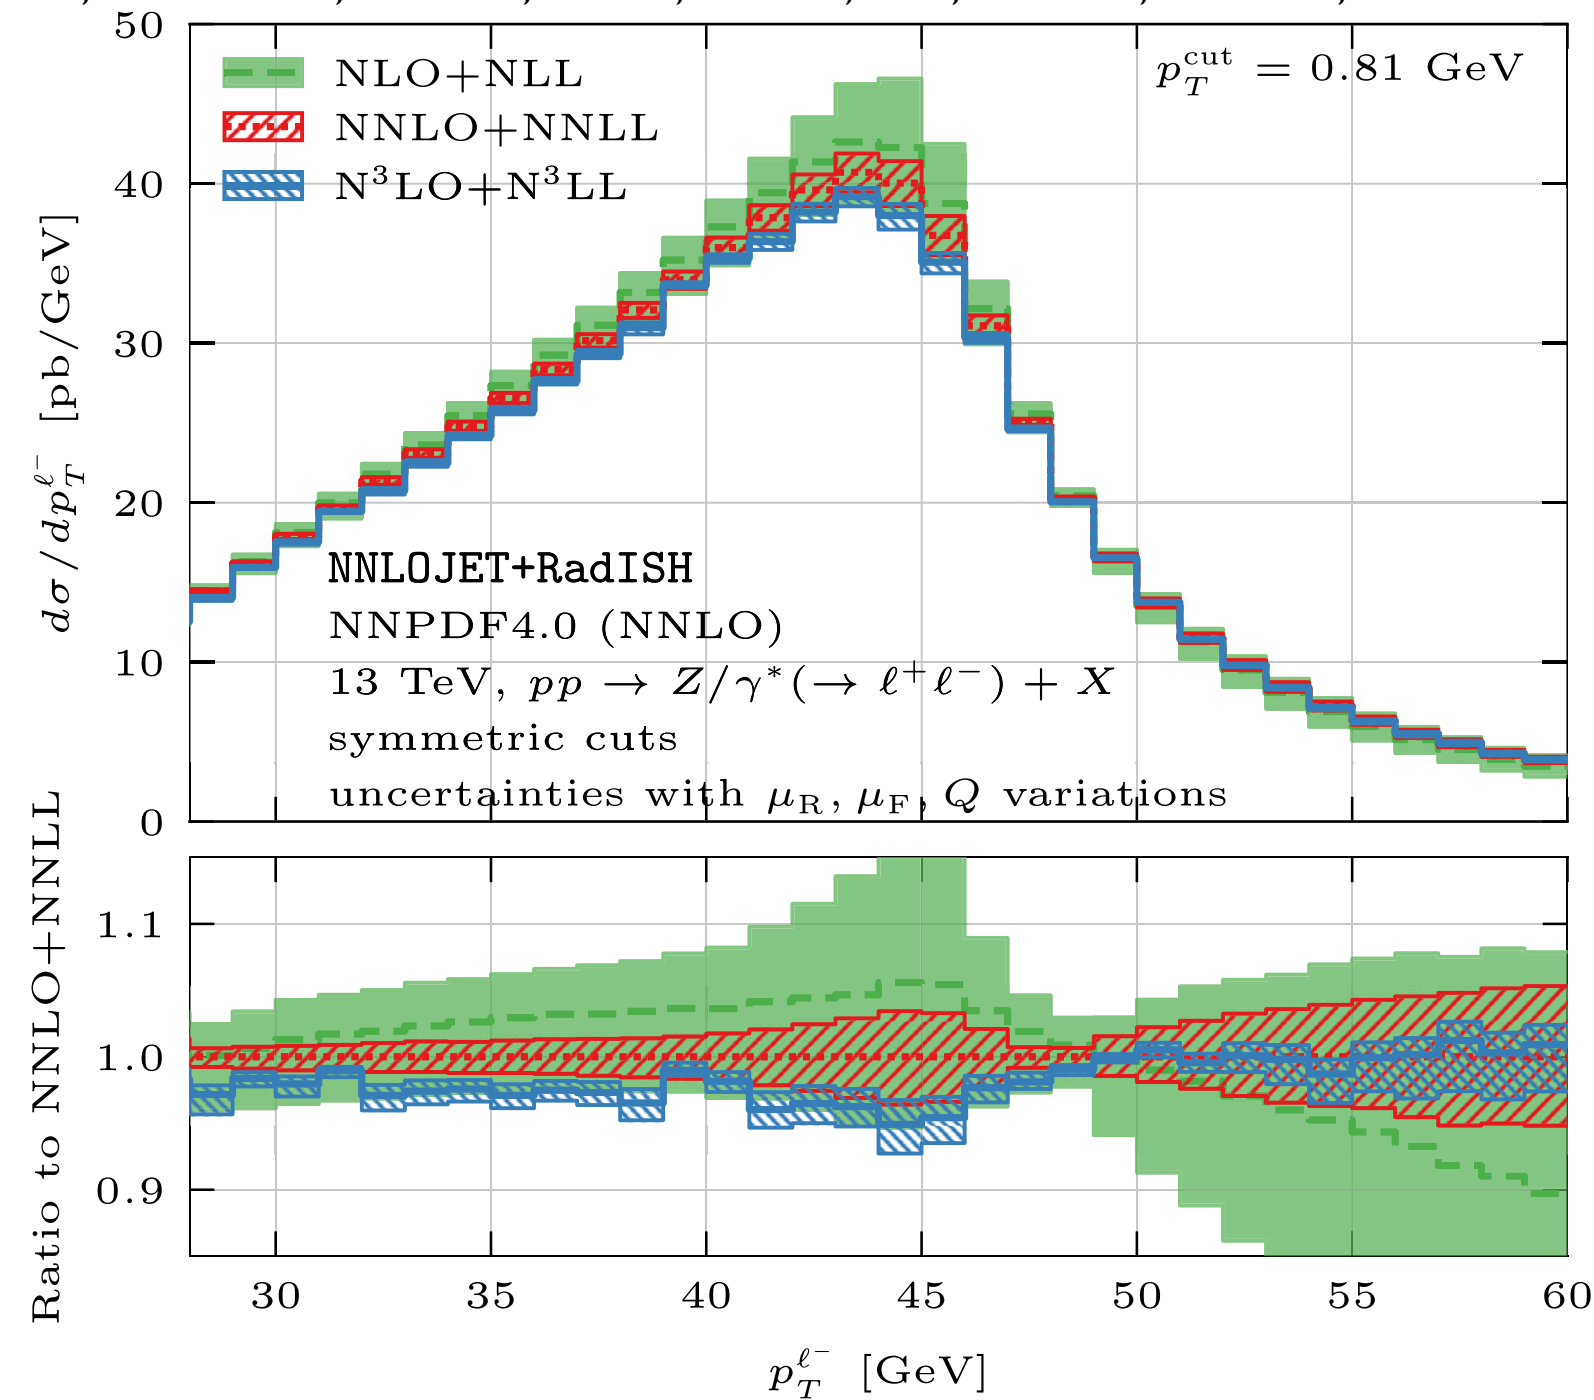 50
40
30
20
10
0
dσ/dp_T^{ℓ^-} [pb/GeV]
NLO+NLL
NNLO+NNLL
N³LO+N³LL
p_T^{cut} = 0.81 GeV
NNLOJET+RadISH
NNPDF4.0 (NNLO)
13 TeV, pp → Z/γ*(→ ℓ⁺ℓ⁻) + X
symmetric cuts
uncertainties with μ_R, μ_F, Q variations
1.1
1.0
0.9
Ratio to NNLO+NNLL
30 35 40 45 50 55 60
p_T^{ℓ^-} [GeV]